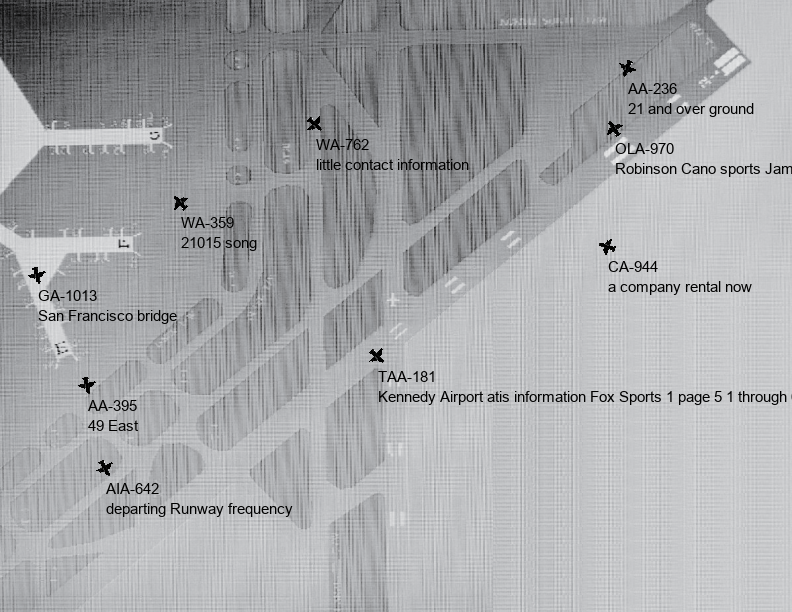 AA-236
21 and over ground
WA-762
little contact information
OLA-970
Robinson Cano sports Jam
WA-359
21015 song
CA-944
a company rental now
GA-1013
San Francisco bridge
TAA-181
Kennedy Airport atis information Fox Sports 1 page 5 1 through
AA-395
49 East
AIA-642
departing Runway frequency